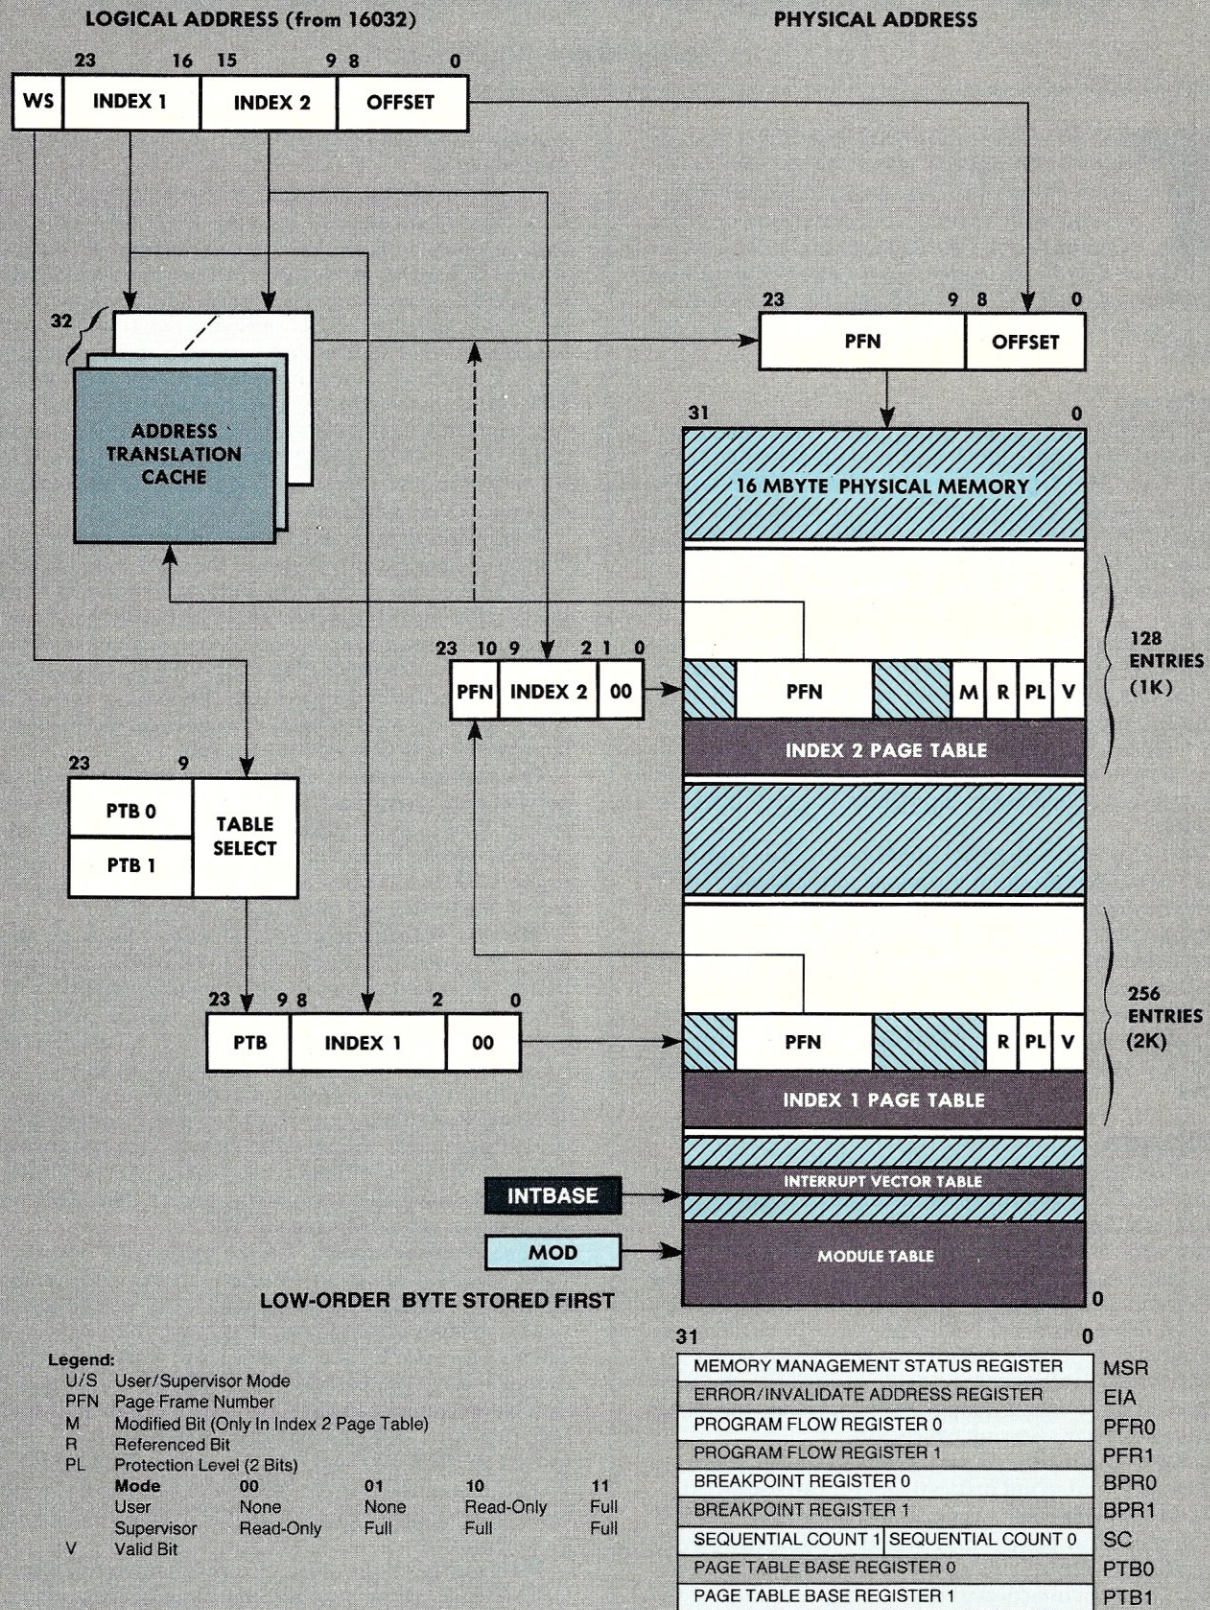 LOGICAL ADDRESS (from 16032)
PHYSICAL ADDRESS
23 16 15 9 8 0
WS INDEX 1 INDEX 2 OFFSET
32
23 9 8 0
PFN OFFSET
ADDRESS
TRANSLATION
CACHE
31 0
16 MBYTE PHYSICAL MEMORY
23 10 9 2 1 0
PFN INDEX 2 00
PFN M R PL V
128
ENTRIES
(1K)
INDEX 2 PAGE TABLE
23 9
PTB 0
PTB 1
TABLE
SELECT
23 9 8 2 0
PTB INDEX 1 00
PFN R PL V
256
ENTRIES
(2K)
INDEX 1 PAGE TABLE
INTERRUPT VECTOR TABLE
INTBASE
MOD
MODULE TABLE
LOW-ORDER BYTE STORED FIRST
0
31 0
MEMORY MANAGEMENT STATUS REGISTER MSR
ERROR/INVALIDATE ADDRESS REGISTER EIA
PROGRAM FLOW REGISTER 0 PFR0
PROGRAM FLOW REGISTER 1 PFR1
BREAKPOINT REGISTER 0 BPR0
BREAKPOINT REGISTER 1 BPR1
SEQUENTIAL COUNT 1 SEQUENTIAL COUNT 0 SC
PAGE TABLE BASE REGISTER 0 PTB0
PAGE TABLE BASE REGISTER 1 PTB1
Legend:
U/S User/Supervisor Mode
PFN Page Frame Number
M Modified Bit (Only In Index 2 Page Table)
R Referenced Bit
PL Protection Level (2 Bits)
Mode 00 01 10 11
User None None Read-Only Full
Supervisor Read-Only Full Full Full
V Valid Bit